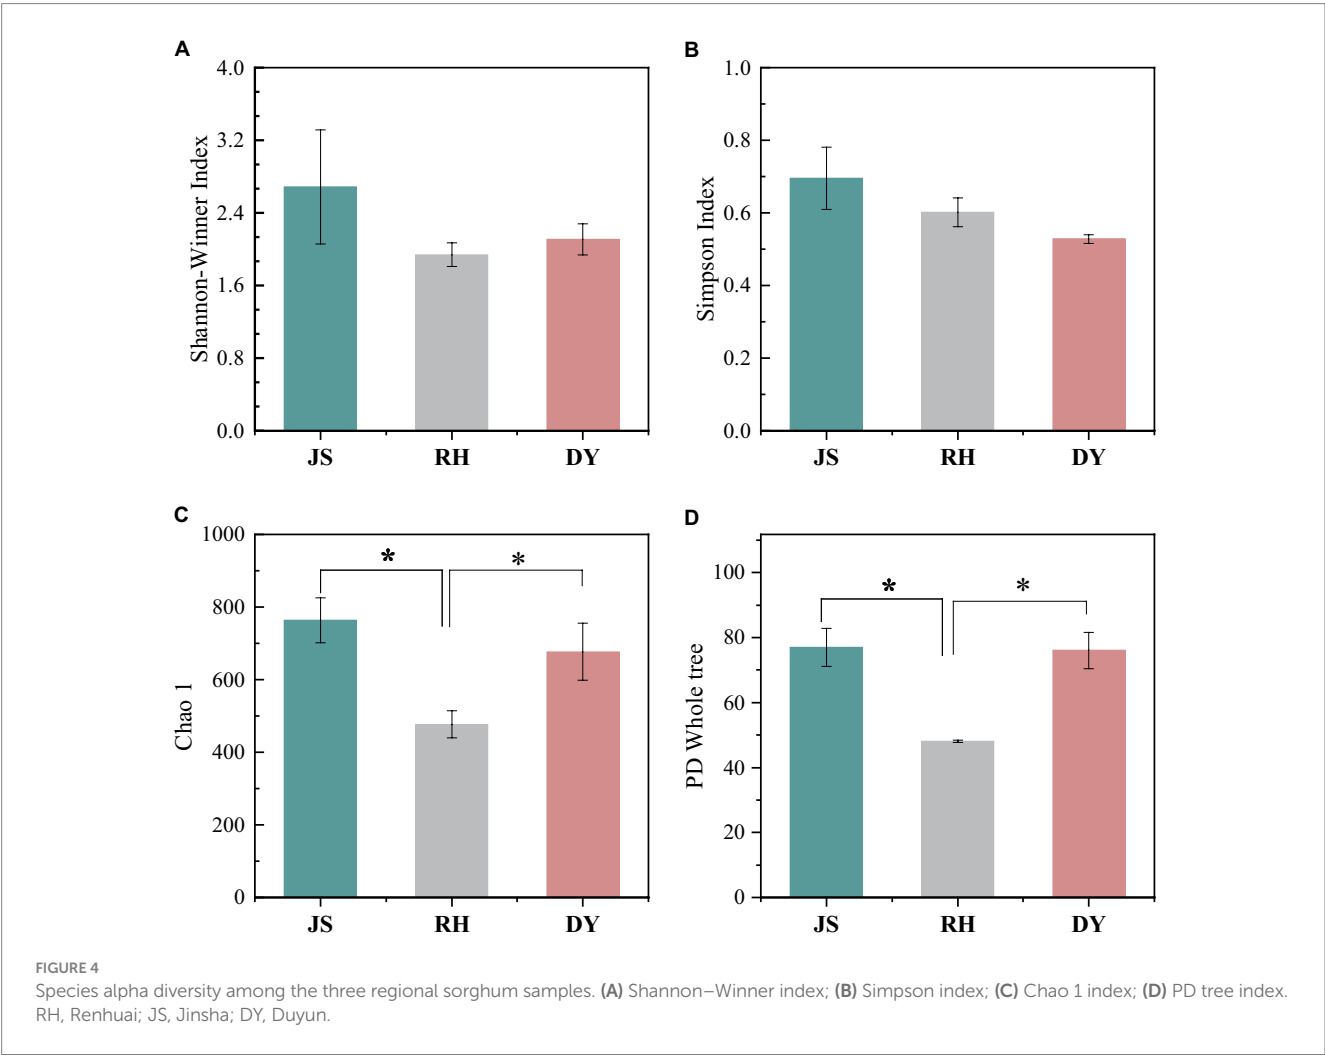 A
4.0
3.2
2.4
1.6
0.8
0.0
Shannon-Winner Index
JS RH DY
B
1.0
0.8
0.6
0.4
0.2
0.0
Simpson Index
JS RH DY
C
1000
800
600
400
200
0
Chao 1
* *
JS RH DY
D
100
80
60
40
20
0
PD Whole tree
* *
JS RH DY
FIGURE 4
Species alpha diversity among the three regional sorghum samples. (A) Shannon–Winner index; (B) Simpson index; (C) Chao 1 index; (D) PD tree index.
RH, Renhuai; JS, Jinsha; DY, Duyun.